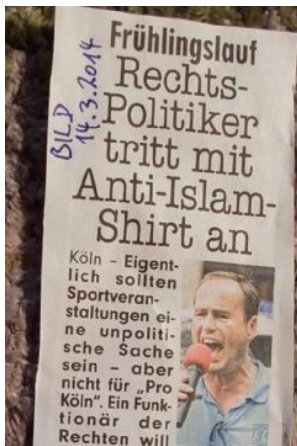 BILD
14.3.2014
Frühlingslauf
Rechts-
Politiker
tritt mit
Anti-Islam-
Shirt an
Köln – Eigent-
lich sollten
Sportveran-
staltungen ei-
ne unpoliti-
sche Sache
sein – aber
nicht für „Pro
Köln“. Ein Funk-
tionär der
Rechten will